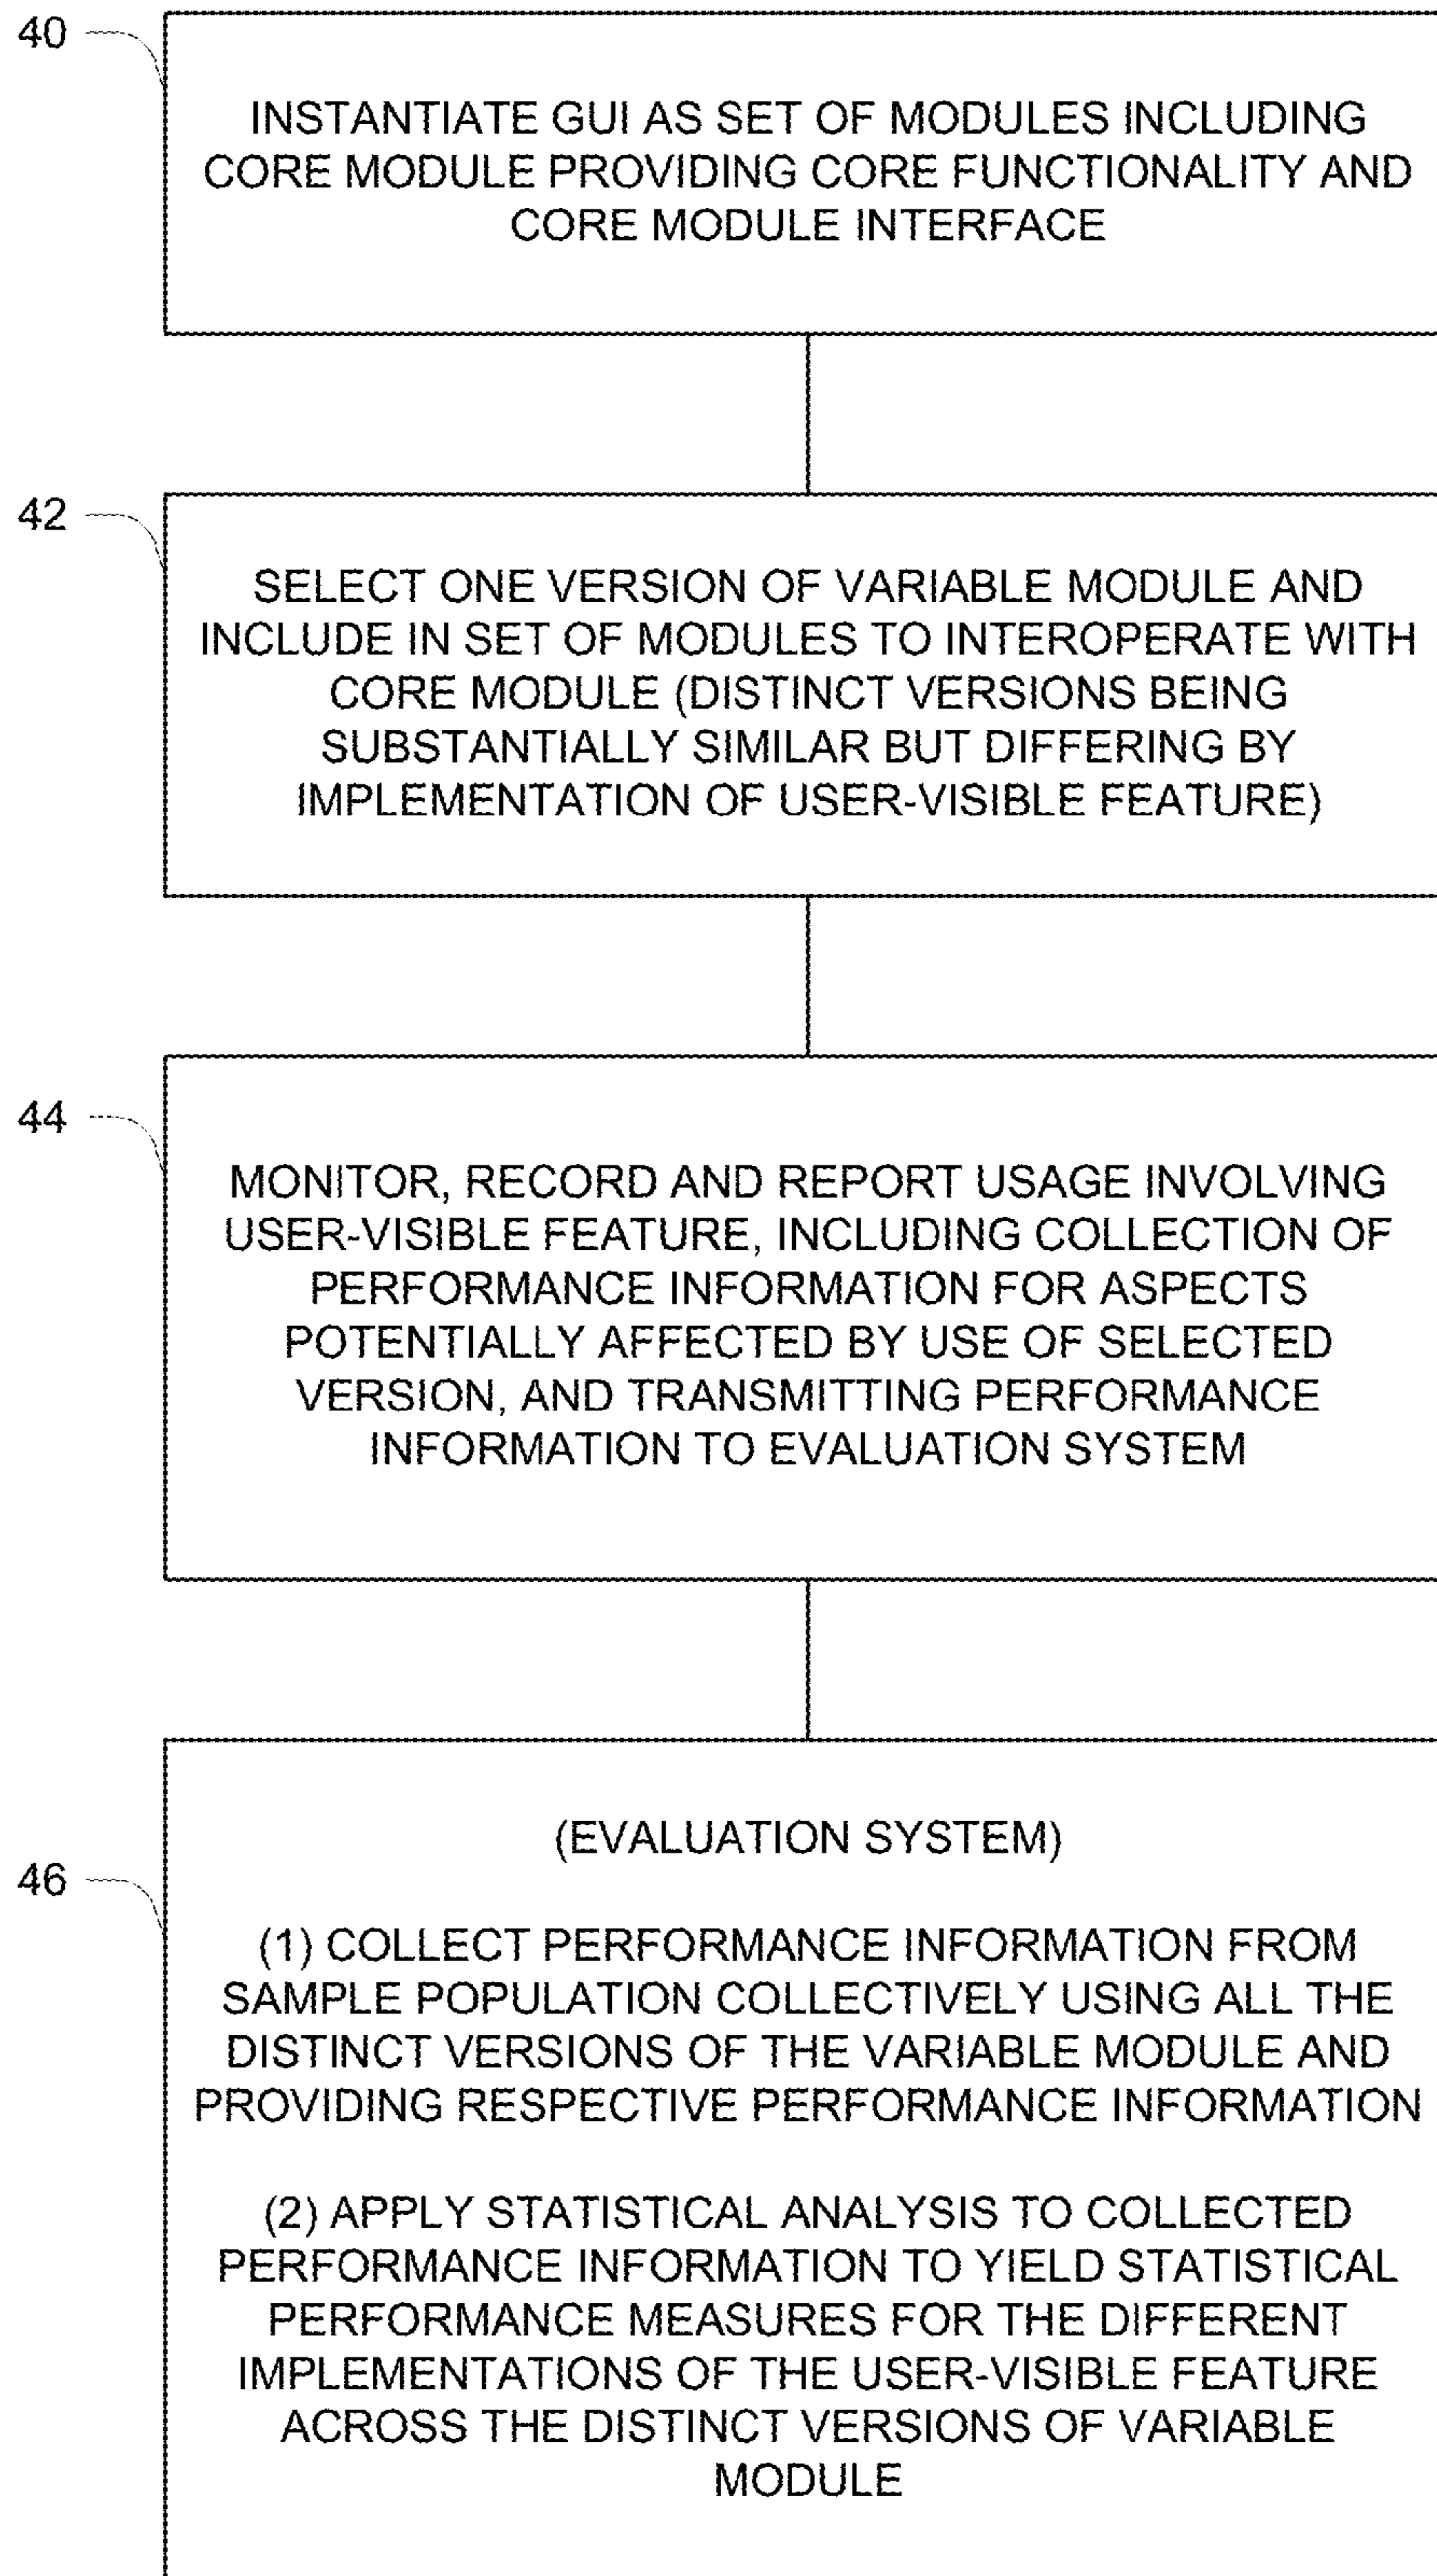 40
INSTANTIATE GUI AS SET OF MODULES INCLUDING
CORE MODULE PROVIDING CORE FUNCTIONALITY AND
CORE MODULE INTERFACE
42
SELECT ONE VERSION OF VARIABLE MODULE AND
INCLUDE IN SET OF MODULES TO INTEROPERATE WITH
CORE MODULE (DISTINCT VERSIONS BEING
SUBSTANTIALLY SIMILAR BUT DIFFERING BY
IMPLEMENTATION OF USER-VISIBLE FEATURE)
44
MONITOR, RECORD AND REPORT USAGE INVOLVING
USER-VISIBLE FEATURE, INCLUDING COLLECTION OF
PERFORMANCE INFORMATION FOR ASPECTS
POTENTIALLY AFFECTED BY USE OF SELECTED
VERSION, AND TRANSMITTING PERFORMANCE
INFORMATION TO EVALUATION SYSTEM
46
(EVALUATION SYSTEM)
(1) COLLECT PERFORMANCE INFORMATION FROM
SAMPLE POPULATION COLLECTIVELY USING ALL THE
DISTINCT VERSIONS OF THE VARIABLE MODULE AND
PROVIDING RESPECTIVE PERFORMANCE INFORMATION
(2) APPLY STATISTICAL ANALYSIS TO COLLECTED
PERFORMANCE INFORMATION TO YIELD STATISTICAL
PERFORMANCE MEASURES FOR THE DIFFERENT
IMPLEMENTATIONS OF THE USER-VISIBLE FEATURE
ACROSS THE DISTINCT VERSIONS OF VARIABLE
MODULE